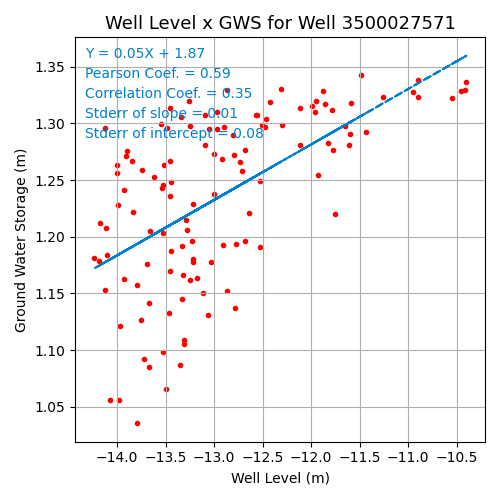 Well Level x GWS for Well 3500027571
Y = 0.05X + 1.87
Pearson Coef. = 0.59
Correlation Coef. = 0.35
Stderr of slope = 0.01
Stderr of intercept = 0.08
Ground Water Storage (m)
1.35
1.30
1.25
1.20
1.15
1.10
1.05
−14.0 −13.5 −13.0 −12.5 −12.0 −11.5 −11.0 −10.5
Well Level (m)